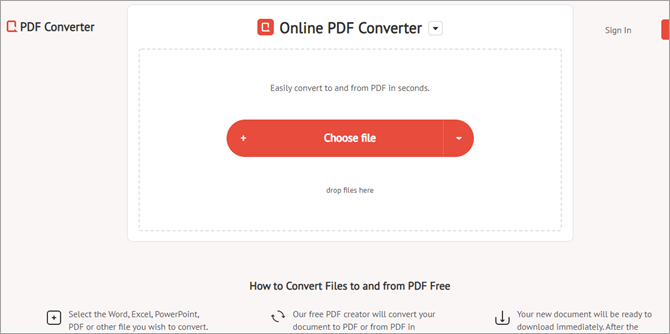 PDF Converter
Online PDF Converter
Sign In
Easily convert to and from PDF in seconds.
+ Choose file
drop files here
How to Convert Files to and from PDF Free
Select the Word, Excel, PowerPoint,
PDF or other file you wish to convert.
Our free PDF creator will convert your
document to PDF or from PDF in
Your new document will be ready to
download immediately. After the